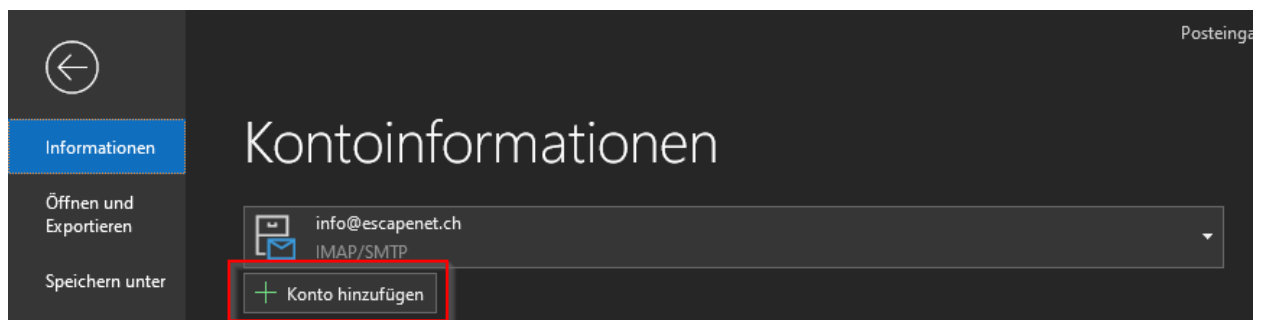 Posteinga
Kontoinformationen
Informationen
Öffnen und
Exportieren
Speichern unter
info@escapenet.ch
IMAP/SMTP
Konto hinzufügen